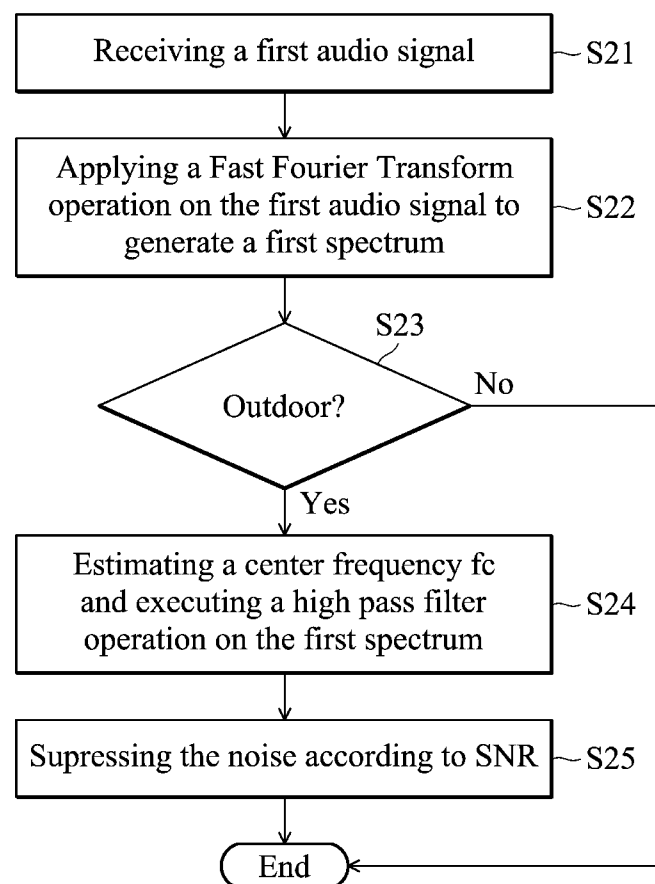 Receiving a first audio signal
S21
Applying a Fast Fourier Transform
operation on the first audio signal to
generate a first spectrum
S22
S23
Outdoor?
No
Yes
Estimating a center frequency fc
and executing a high pass filter
operation on the first spectrum
S24
Supressing the noise according to SNR
S25
End